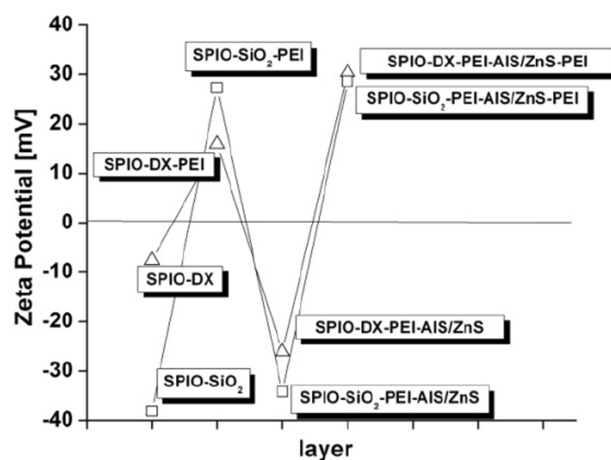 40
30
20
10
0
-10
-20
-30
-40
Zeta Potential [mV]
SPIO-SiO₂-PEI
SPIO-DX-PEI-AIS/ZnS-PEI
SPIO-SiO₂-PEI-AIS/ZnS-PEI
SPIO-DX-PEI
SPIO-DX
SPIO-DX-PEI-AIS/ZnS
SPIO-SiO₂
SPIO-SiO₂-PEI-AIS/ZnS
layer